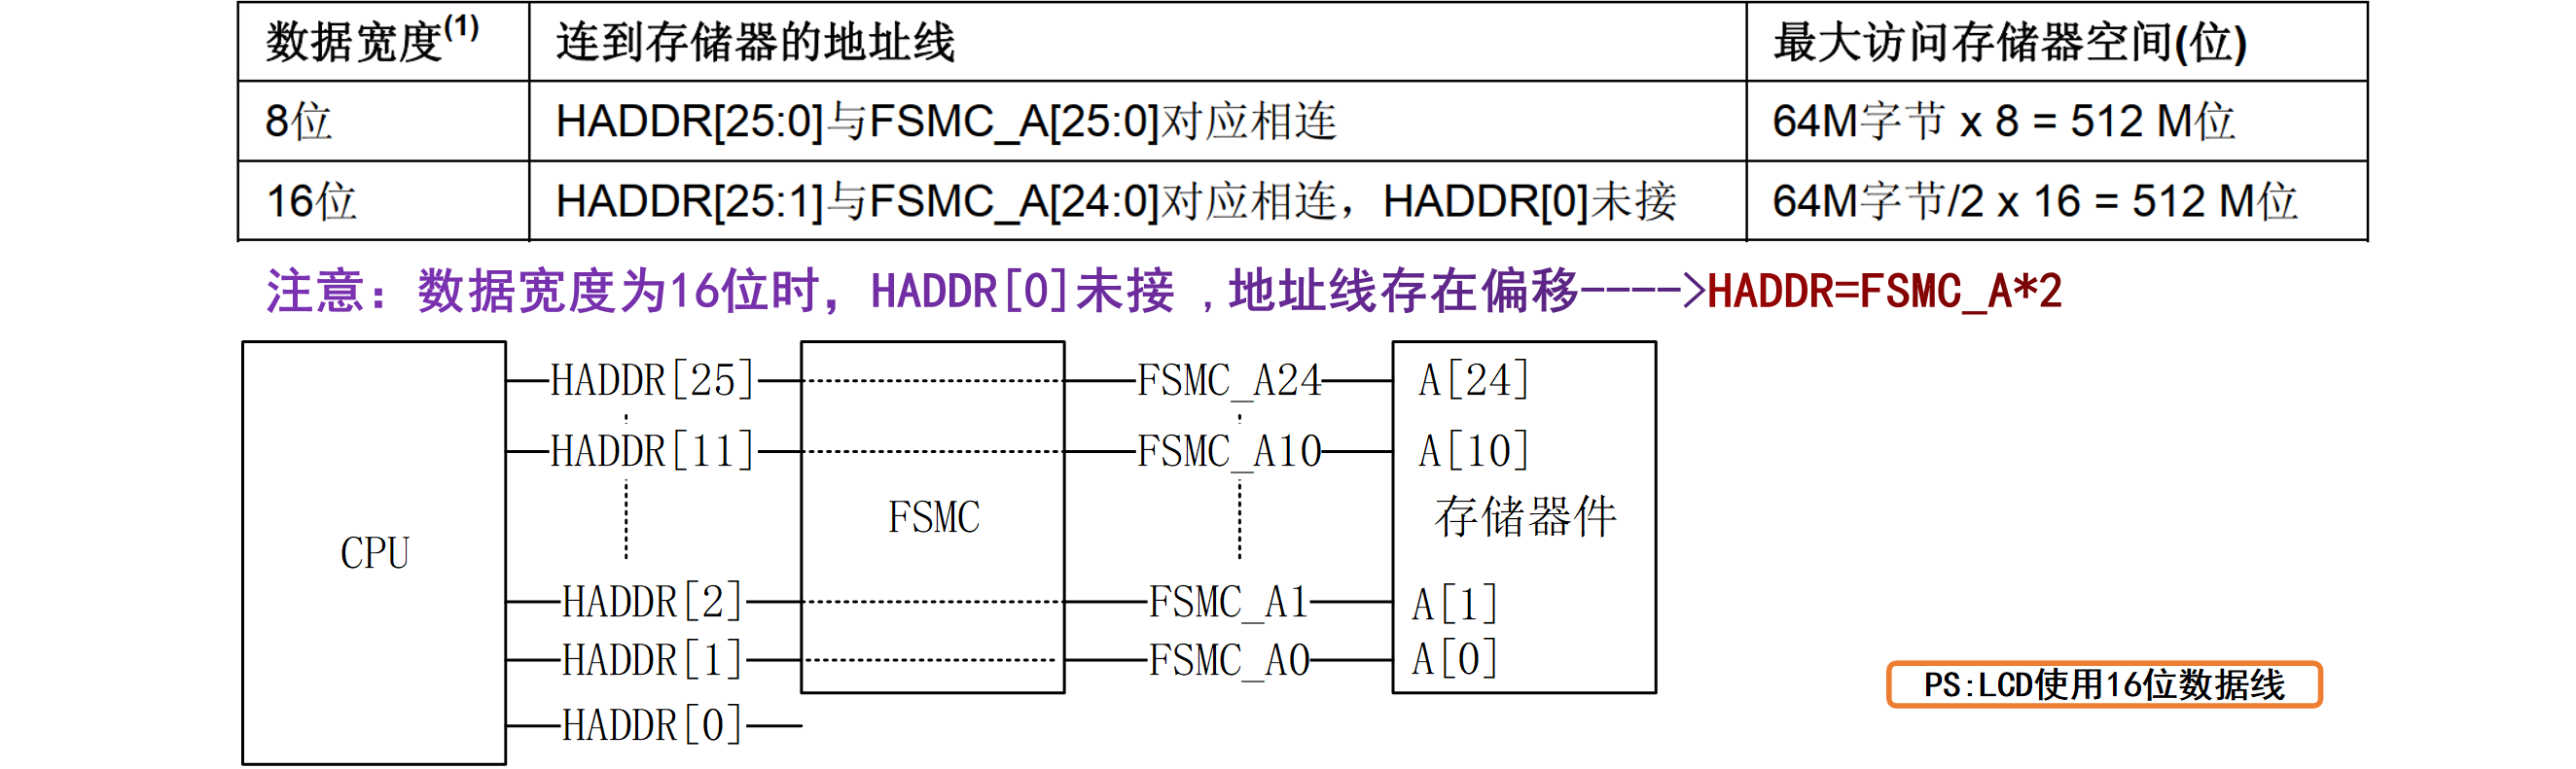 数据宽度(1) 连到存储器的地址线 最大访问存储器空间(位)
8位 HADDR[25:0]与FSMC_A[25:0]对应相连 64M字节 x 8 = 512 M位
16位 HADDR[25:1]与FSMC_A[24:0]对应相连，HADDR[0]未接 64M字节/2 x 16 = 512 M位
注意：数据宽度为16位时，HADDR[0]未接 ,地址线存在偏移---->HADDR=FSMC_A*2
HADDR[25] FSMC_A24 A[24]
HADDR[11] FSMC_A10 A[10]
CPU FSMC 存储器件
HADDR[2] FSMC_A1 A[1]
HADDR[1] FSMC_A0 A[0]
HADDR[0]
PS:LCD使用16位数据线